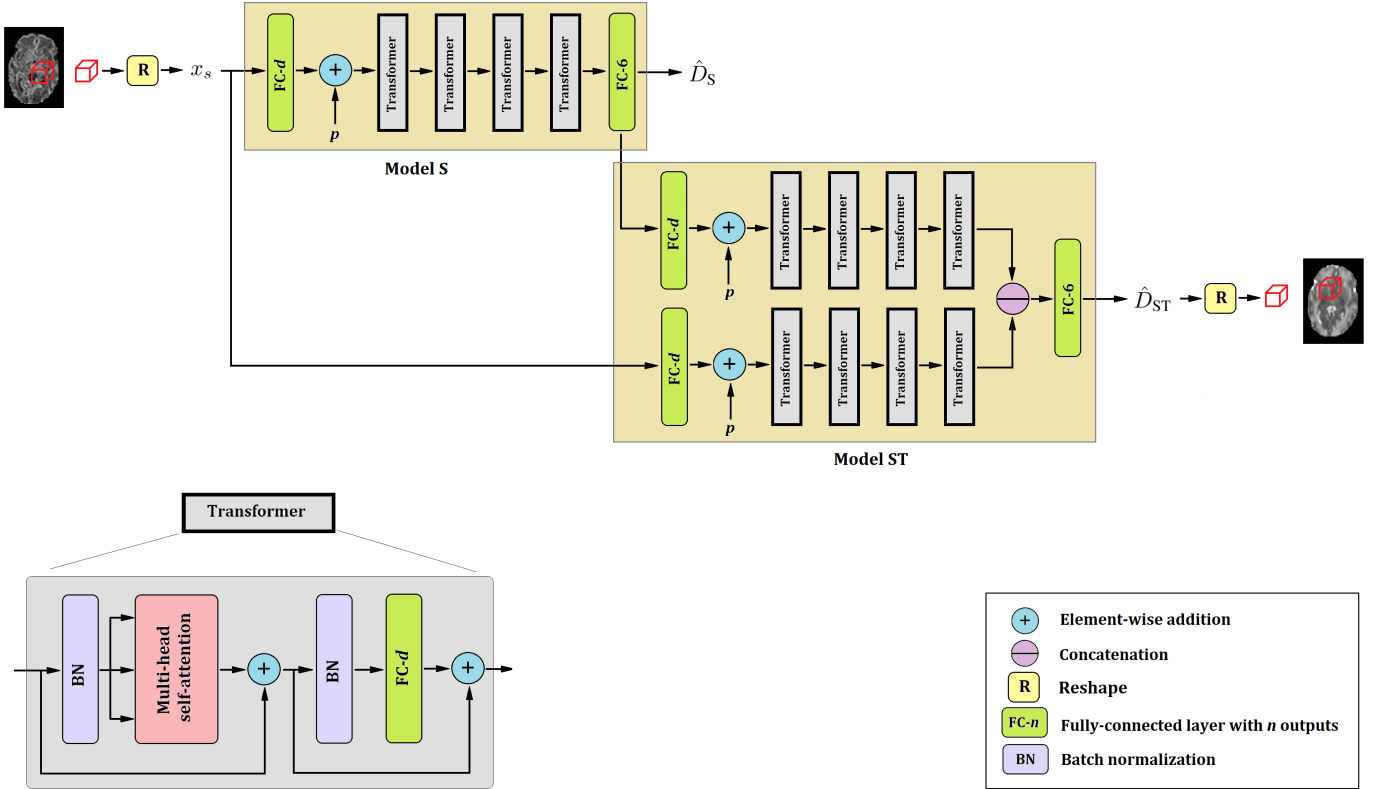 R
x_s
FC-d
+
p
Transformer
Transformer
Transformer
Transformer
FC-6
D̂_S
Model S
FC-d
+
p
Transformer
Transformer
Transformer
Transformer
FC-d
+
p
Transformer
Transformer
Transformer
Transformer
FC-6
D̂_ST
R
Model ST
Transformer
BN
Multi-head
self-attention
+
BN
FC-d
+
+ Element-wise addition
Concatenation
R Reshape
FC-n Fully-connected layer with n outputs
BN Batch normalization